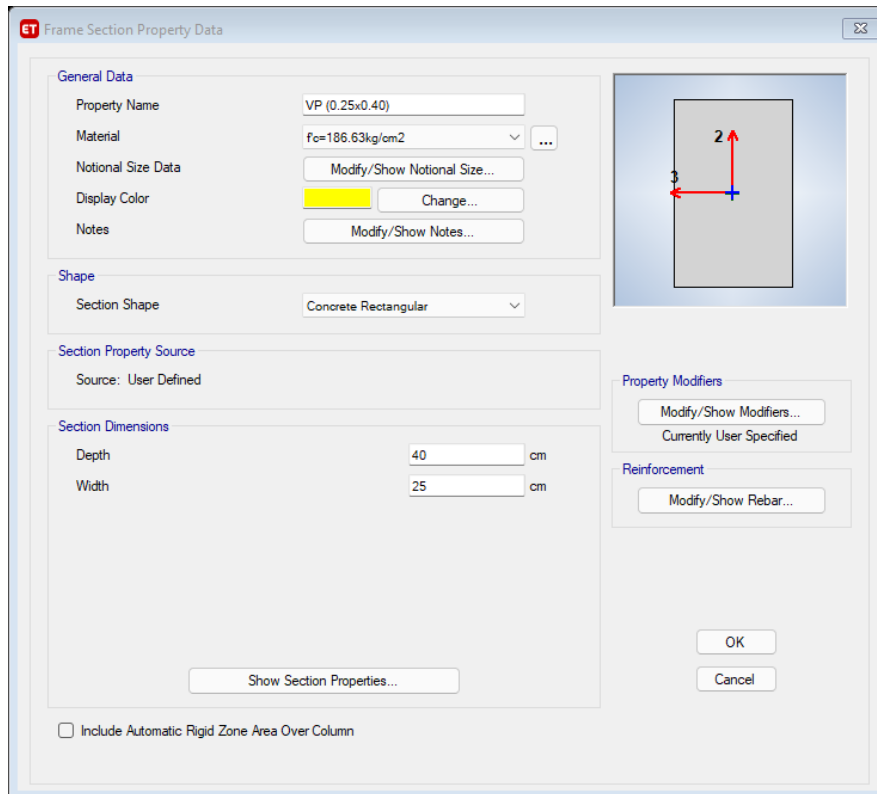 ET Frame Section Property Data
General Data
Property Name VP (0.25x0.40)
Material f'c=186.63kg/cm2 ...
Notional Size Data Modify/Show Notional Size...
Display Color Change...
Notes Modify/Show Notes...
Shape
Section Shape Concrete Rectangular
Section Property Source
Source: User Defined
Section Dimensions
Depth 40 cm
Width 25 cm
Show Section Properties...
Include Automatic Rigid Zone Area Over Column
2
3
Property Modifiers
Modify/Show Modifiers...
Currently User Specified
Reinforcement
Modify/Show Rebar...
OK
Cancel